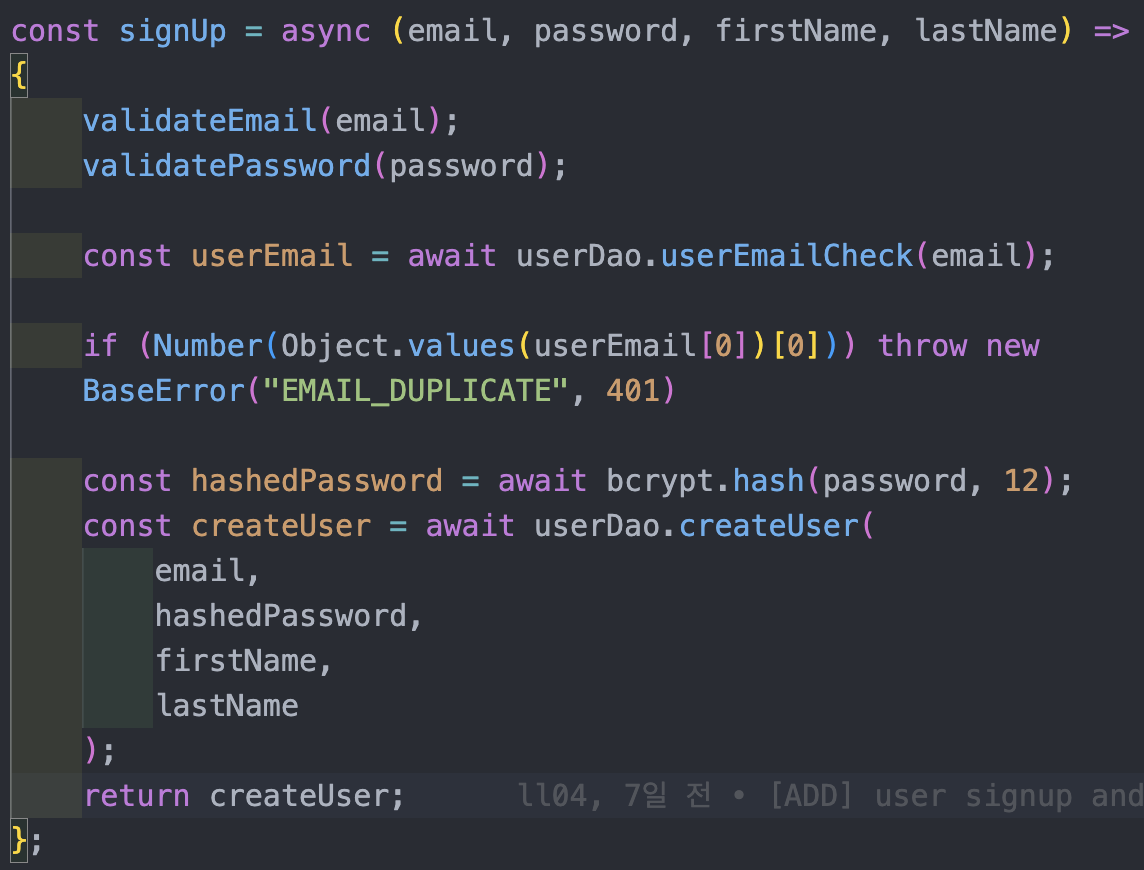 const signUp = async (email, password, firstName, lastName) =>
{
    validateEmail(email);
    validatePassword(password);

    const userEmail = await userDao.userEmailCheck(email);

    if (Number(Object.values(userEmail[0])[0])) throw new
    BaseError("EMAIL_DUPLICATE", 401)

    const hashedPassword = await bcrypt.hash(password, 12);
    const createUser = await userDao.createUser(
        email,
        hashedPassword,
        firstName,
        lastName
    );
    return createUser;      ll04, 7일 전 • [ADD] user signup and
};